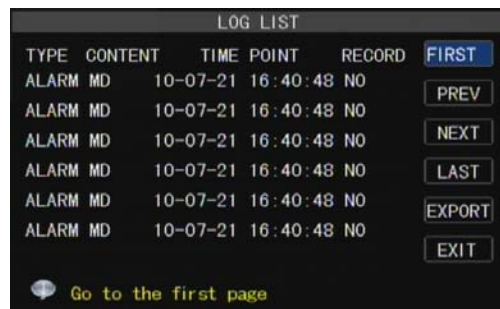 LOG LIST
TYPE CONTENT TIME POINT RECORD FIRST
ALARM MD 10-07-21 16:40:48 NO
PREV
ALARM MD 10-07-21 16:40:48 NO
ALARM MD 10-07-21 16:40:48 NO
NEXT
ALARM MD 10-07-21 16:40:48 NO
LAST
ALARM MD 10-07-21 16:40:48 NO
EXPORT
ALARM MD 10-07-21 16:40:48 NO
EXIT
Go to the first page